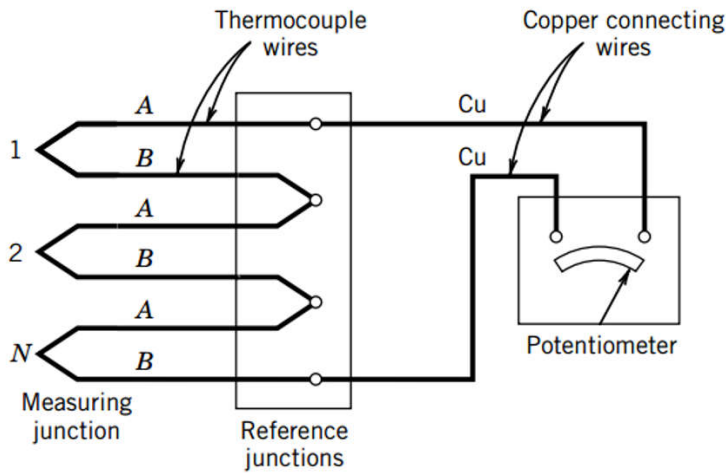 Thermocouple
wires
Copper connecting
wires
A
Cu
1
B
Cu
A
2
B
A
N
B
Potentiometer
Measuring
junction
Reference
junctions